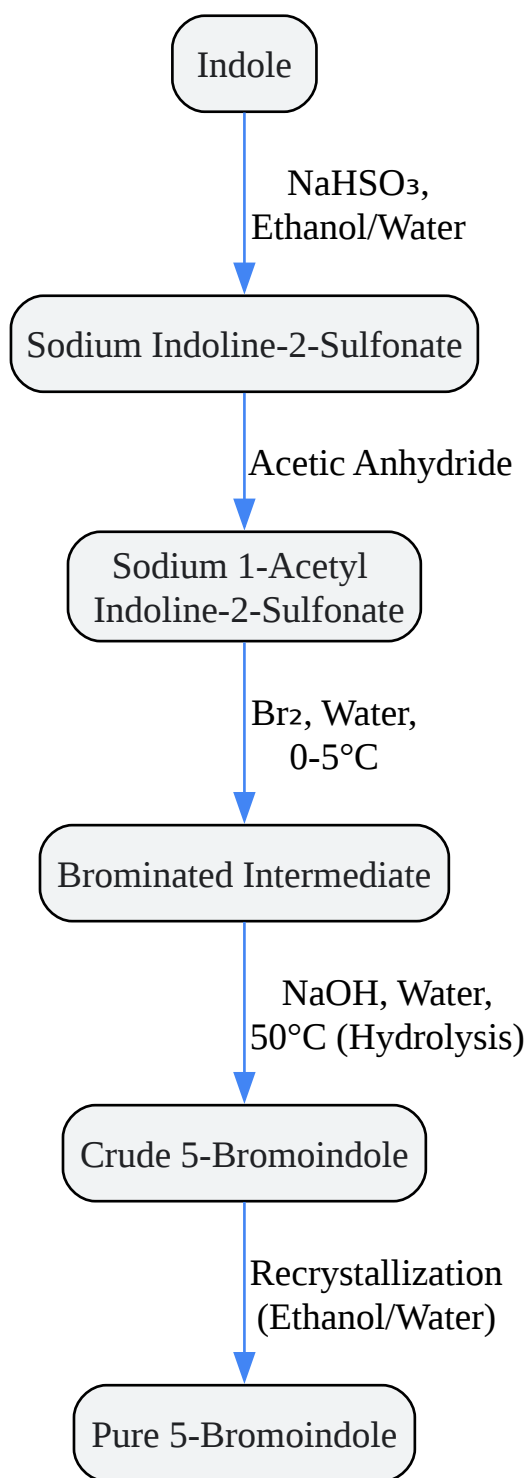 Indole
NaHSO₃,
Ethanol/Water
Sodium Indoline-2-Sulfonate
Acetic Anhydride
Sodium 1-Acetyl
Indoline-2-Sulfonate
Br₂, Water,
0-5°C
Brominated Intermediate
NaOH, Water,
50°C (Hydrolysis)
Crude 5-Bromoindole
Recrystallization
(Ethanol/Water)
Pure 5-Bromoindole